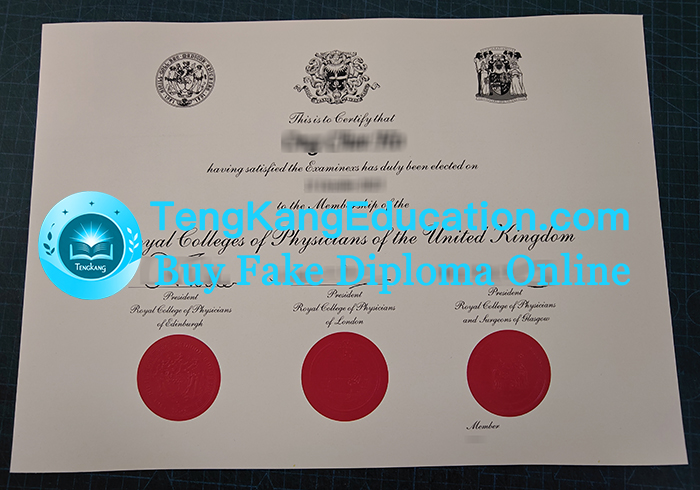 This is to Certify that
having satisfied the Examinexs has duly been elected on
to the Membership of the
TengKangEducation.com
yal Colleges of Physicians of the United Kingdom
TENGKANG
Buy Fake Diploma Online
President
Royal College of Physicians
of Edinburgh
President
Royal College of Physicians
of London
President
Royal College of Physicians
and Surgeons of Glasgow
Member